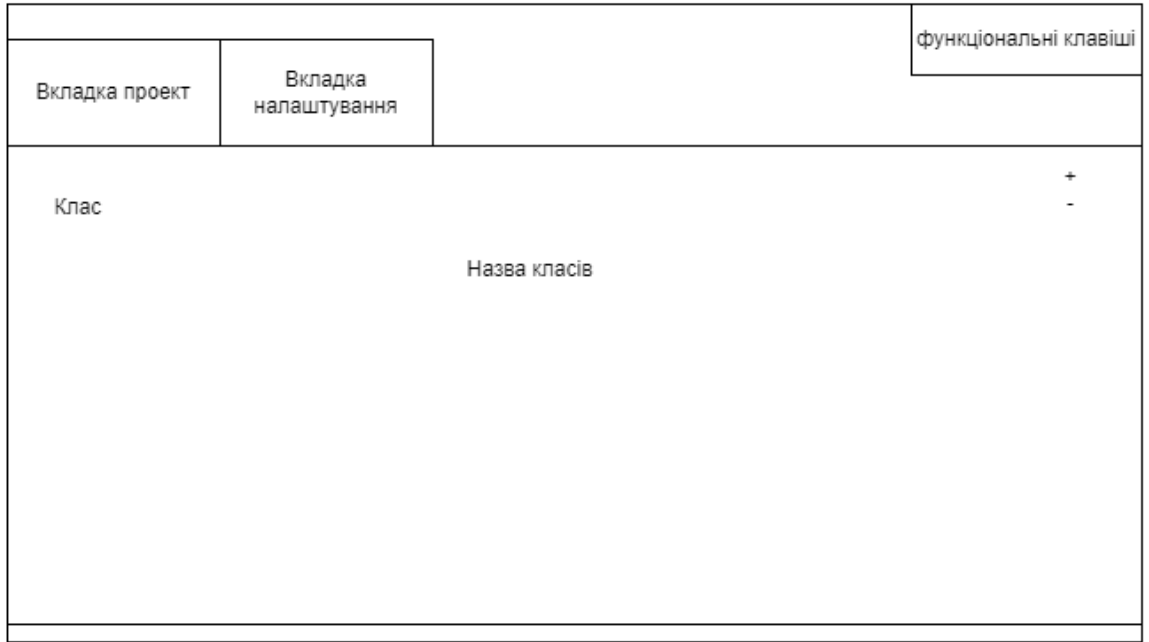 функціональні клавіші
Вкладка проект
Вкладка
налаштування
+
-
Клас
Назва класів